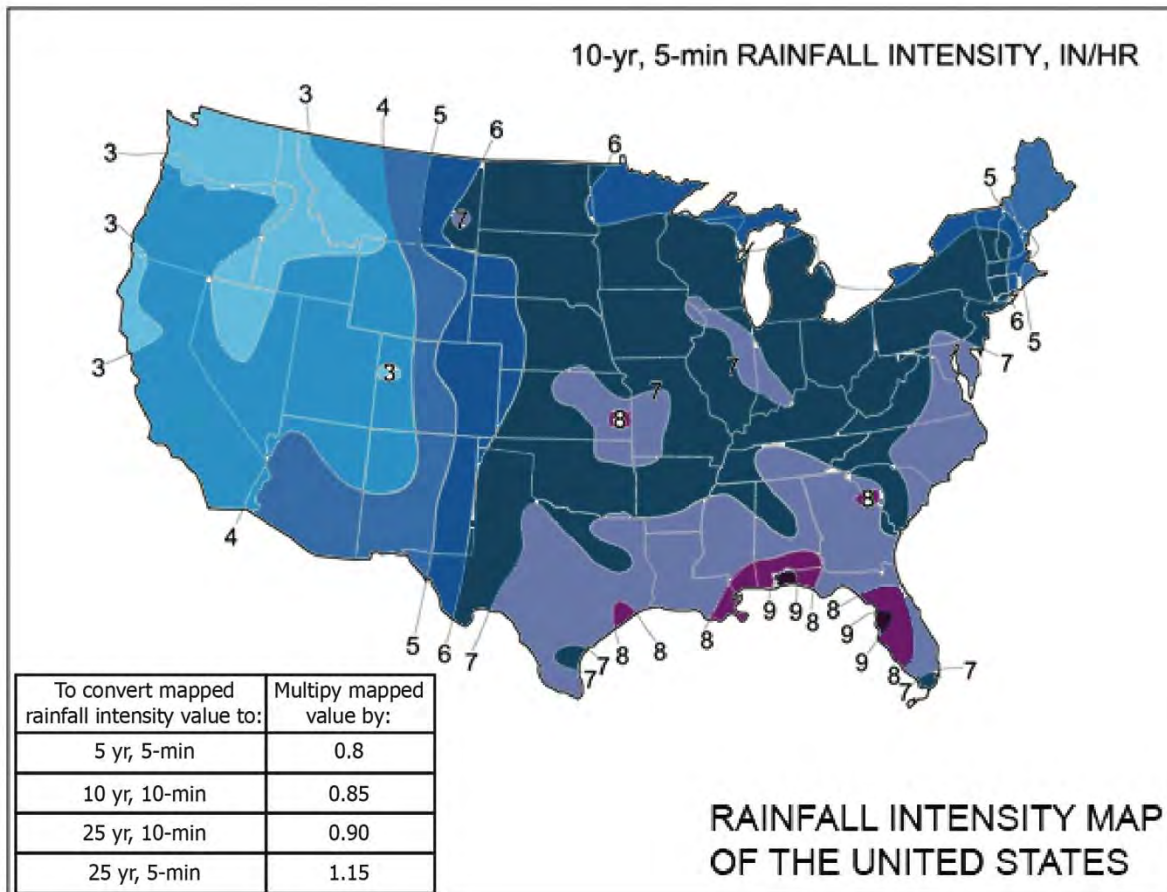 10-yr, 5-min RAINFALL INTENSITY, IN/HR
3 4 5 6 6
3
5
7
3
3
3
7
7
8
6 5
7
8
4
5 6 7 8 8 8 9 9 8 8 9 9 8 7 7
7 7
To convert mapped rainfall intensity value to: Multipy mapped value by:
5 yr, 5-min 0.8
10 yr, 10-min 0.85
25 yr, 10-min 0.90
25 yr, 5-min 1.15
RAINFALL INTENSITY MAP
OF THE UNITED STATES